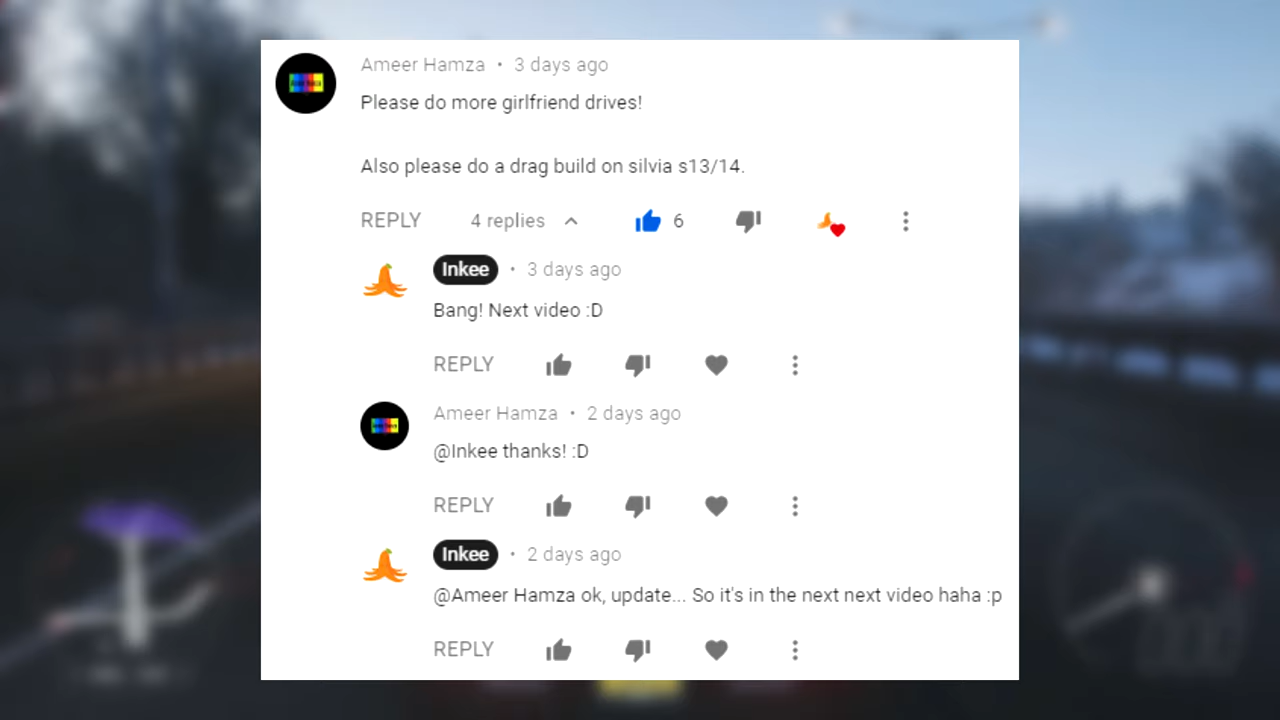 Ameer Hamza • 3 days ago
Please do more girlfriend drives!
Also please do a drag build on silvia s13/14.
REPLY 4 replies 6
Inkee • 3 days ago
Bang! Next video :D
REPLY
Ameer Hamza • 2 days ago
@Inkee thanks! :D
REPLY
Inkee • 2 days ago
@Ameer Hamza ok, update... So it's in the next next video haha :p
REPLY